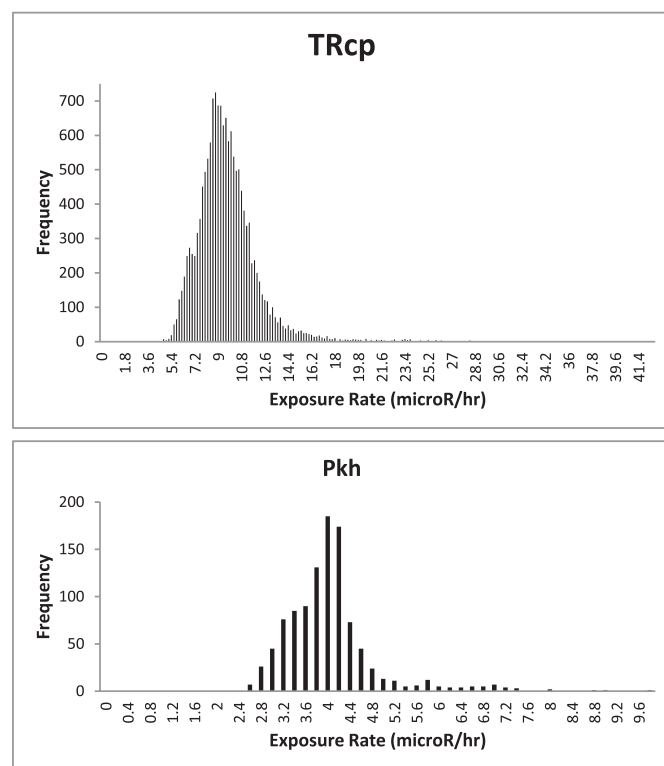 TRcp
700
600
500
400
300
200
100
0
Frequency
0 1.8 3.6 5.4 7.2 9 10.8 12.6 14.4 16.2 18 19.8 21.6 23.4 25.2 27 28.8 30.6 32.4 34.2 36 37.8 39.6 41.4
Exposure Rate (microR/hr)
Pkh
200
150
100
50
0
Frequency
0 0.4 0.8 1.2 1.6 2 2.4 2.8 3.2 3.6 4 4.4 4.8 5.2 5.6 6 6.4 6.8 7.2 7.6 8 8.4 8.8 9.2 9.6
Exposure Rate (microR/hr)